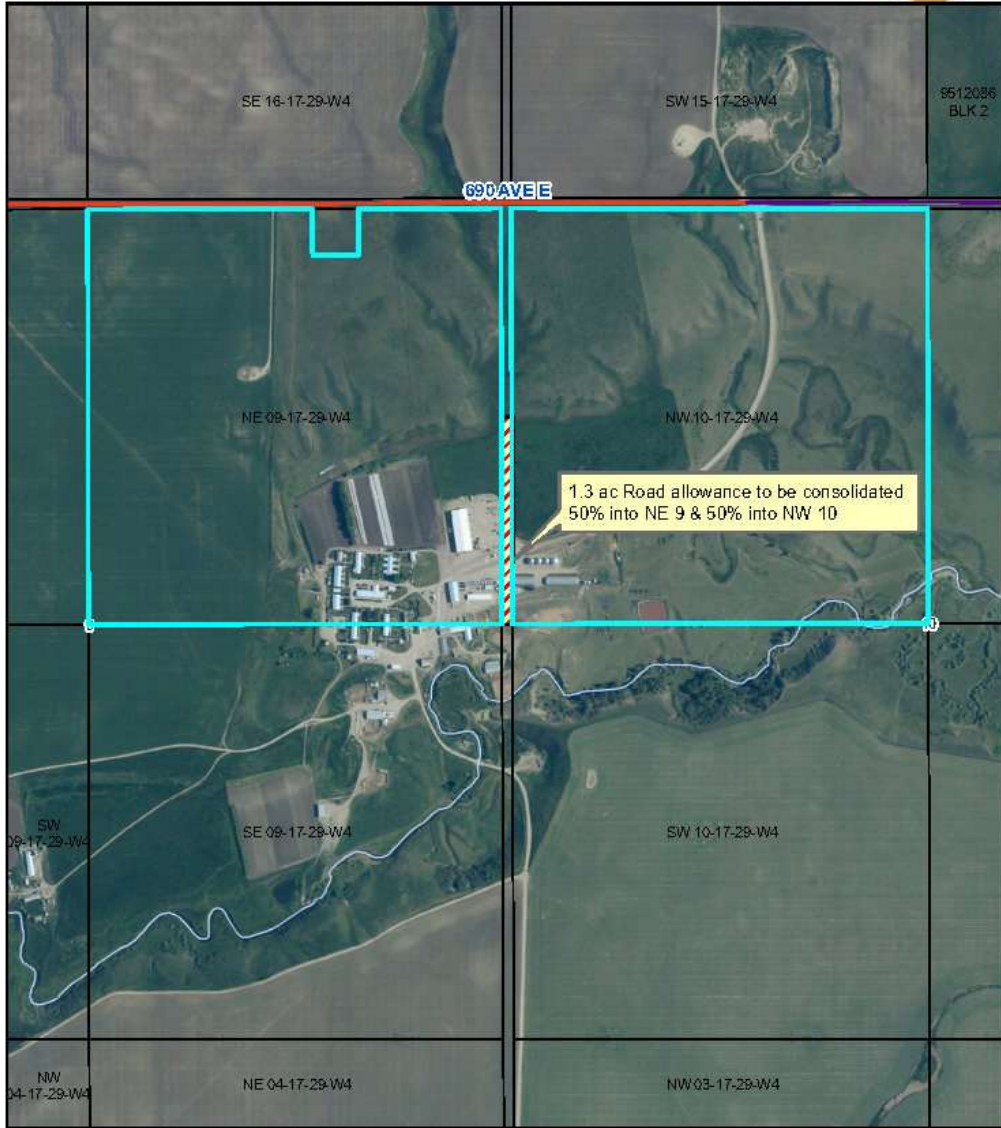 SE 16-17-29-W4
SW 15-17-29-W4
9512086
BLK 2
690 AVE E
NE 09-17-29-W4
NW 10-17-29-W4
1.3 ac Road allowance to be consolidated
50% into NE 9 & 50% into NW 10
SW
09-17-29-W4
SE 09-17-29-W4
SW 10-17-29-W4
NW
04-17-29-W4
NE 04-17-29-W4
NW 03-17-29-W4